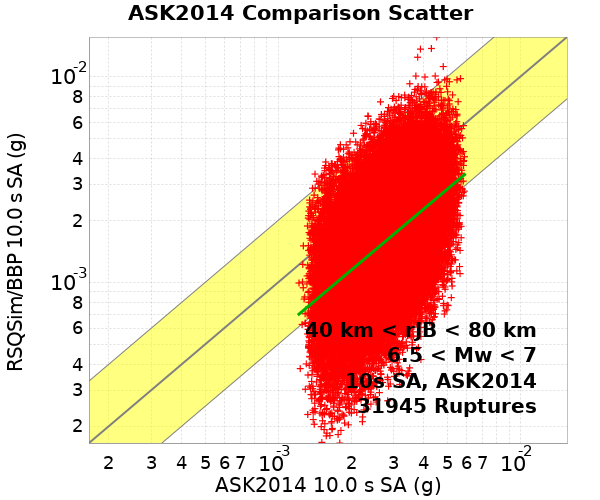 ASK2014 Comparison Scatter
RSQSim/BBP 10.0 s SA (g)
10^-2
8
6
4
3
2
10^-3
8
6
4
3
2
40 km < rJB < 80 km
6.5 < Mw < 7
10s SA, ASK2014
31945 Ruptures
2 3 4 5 6 7 10^-3 2 3 4 5 6 7 10^-2
ASK2014 10.0 s SA (g)